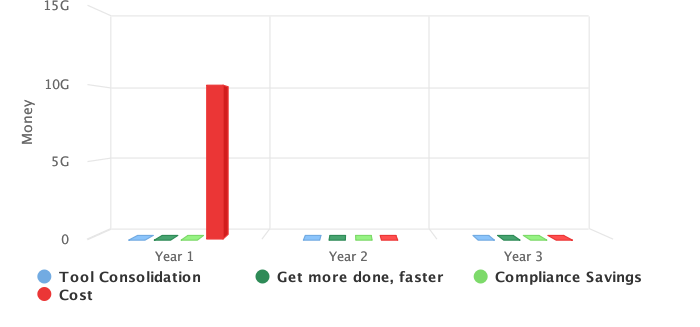 15G
10G
5G
0
Money
Year 1
Year 2
Year 3
Tool Consolidation
Get more done, faster
Compliance Savings
Cost